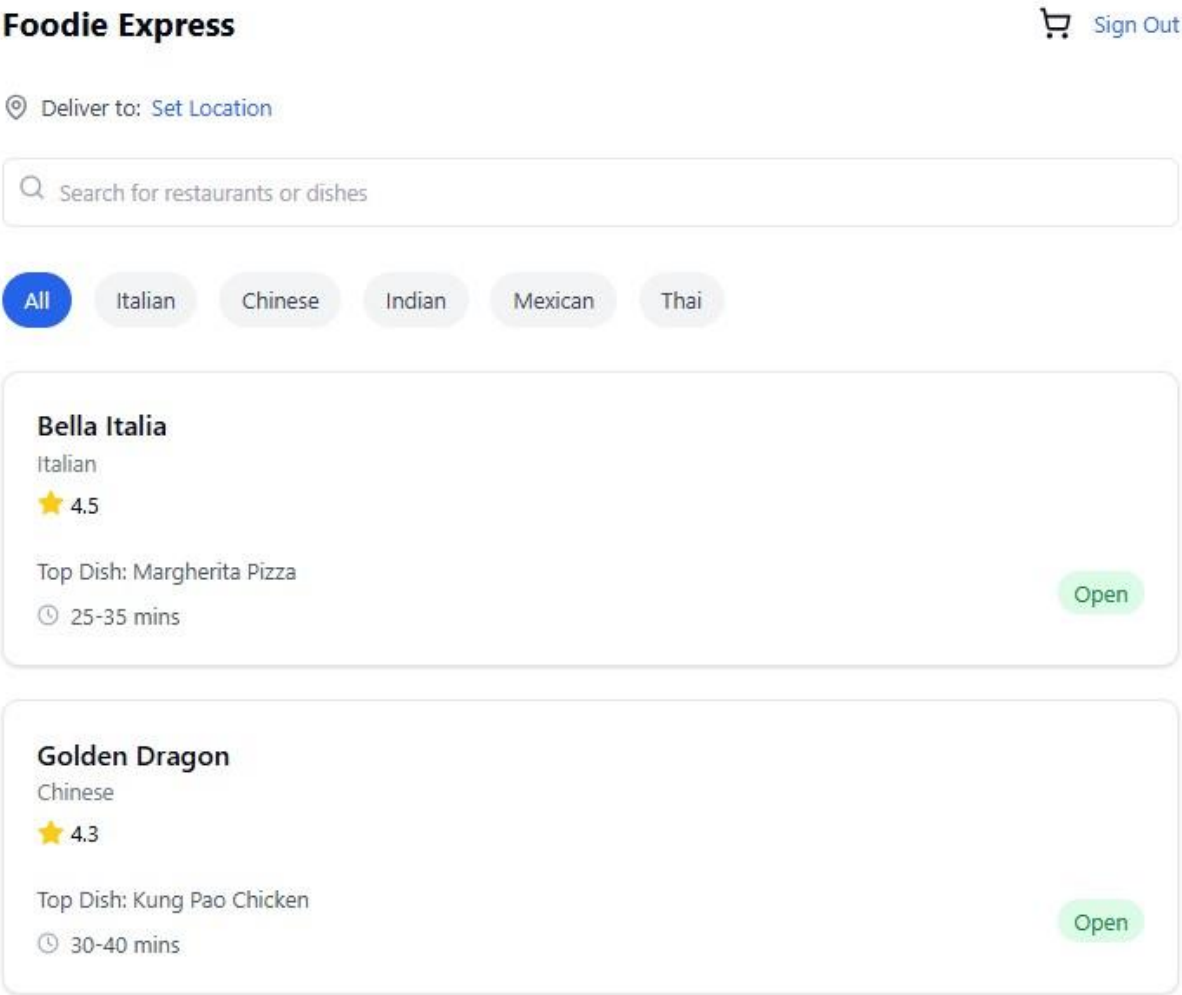 Foodie Express
Sign Out
Deliver to: Set Location
Search for restaurants or dishes
All Italian Chinese Indian Mexican Thai
Bella Italia
Italian
4.5
Top Dish: Margherita Pizza
25-35 mins
Open
Golden Dragon
Chinese
4.3
Top Dish: Kung Pao Chicken
30-40 mins
Open